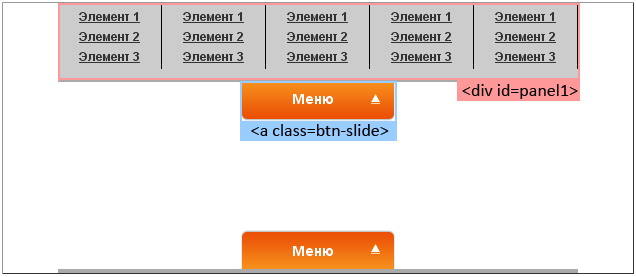 Элемент 1 Элемент 1 Элемент 1 Элемент 1 Элемент 1
Элемент 2 Элемент 2 Элемент 2 Элемент 2 Элемент 2
Элемент 3 Элемент 3 Элемент 3 Элемент 3 Элемент 3
<div id=panel1>
Меню
<a class=btn-slide>
Меню